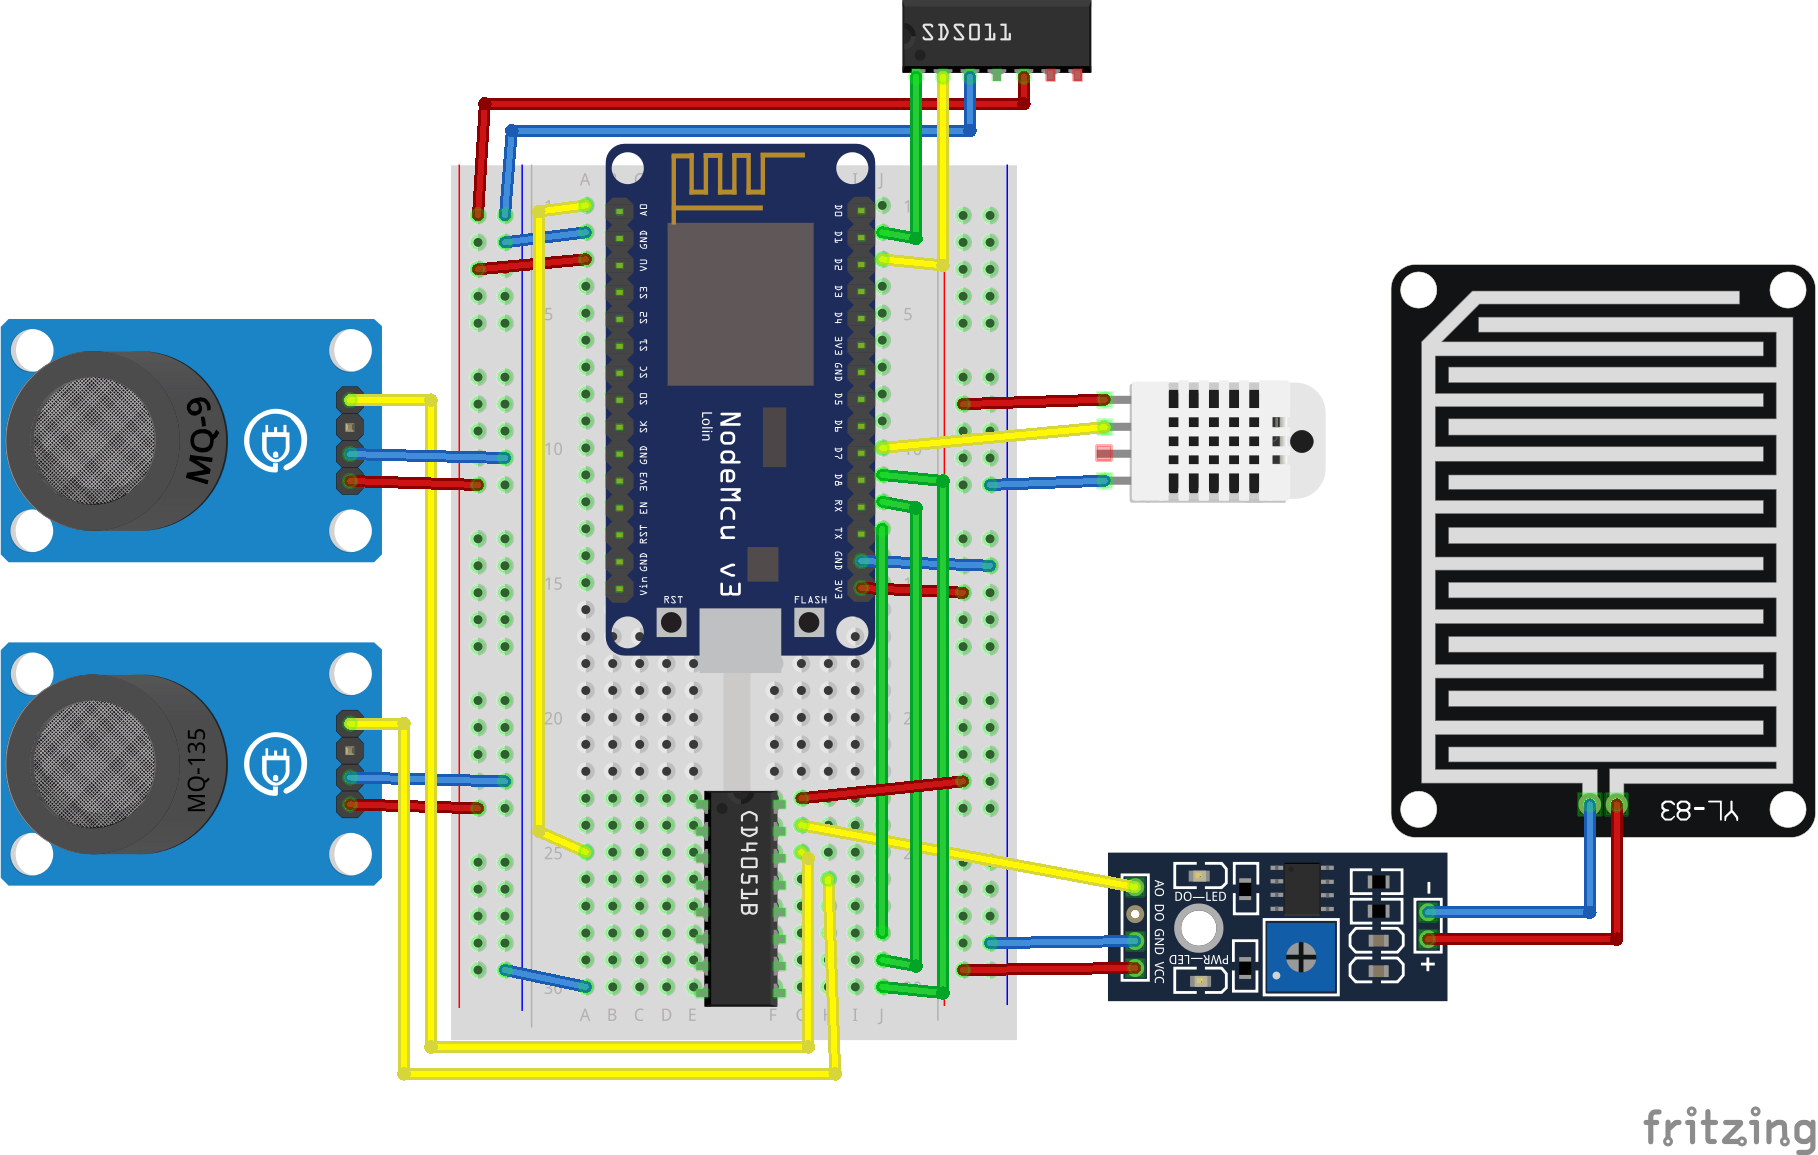 SDS011
A
C
I
J
1
1
A0
GND
VU
S3
S2
S1
SC
S0
SK
GND
3V3
EN
RST
GND
Vin
D0
D1
D2
D3
D4
3V3
GND
D5
D6
D7
D8
RX
TX
GND
3V3
5
5
10
10
15
20
25
30
NodeMcu v3
Lolin
RST
FLASH
MQ-9
MQ-135
CD4051B
A
B
C
D
E
F
G
H
I
J
YL-83
AO
DO
GND
VCC
DO-LED
PWR-LED
-
+
fritzing